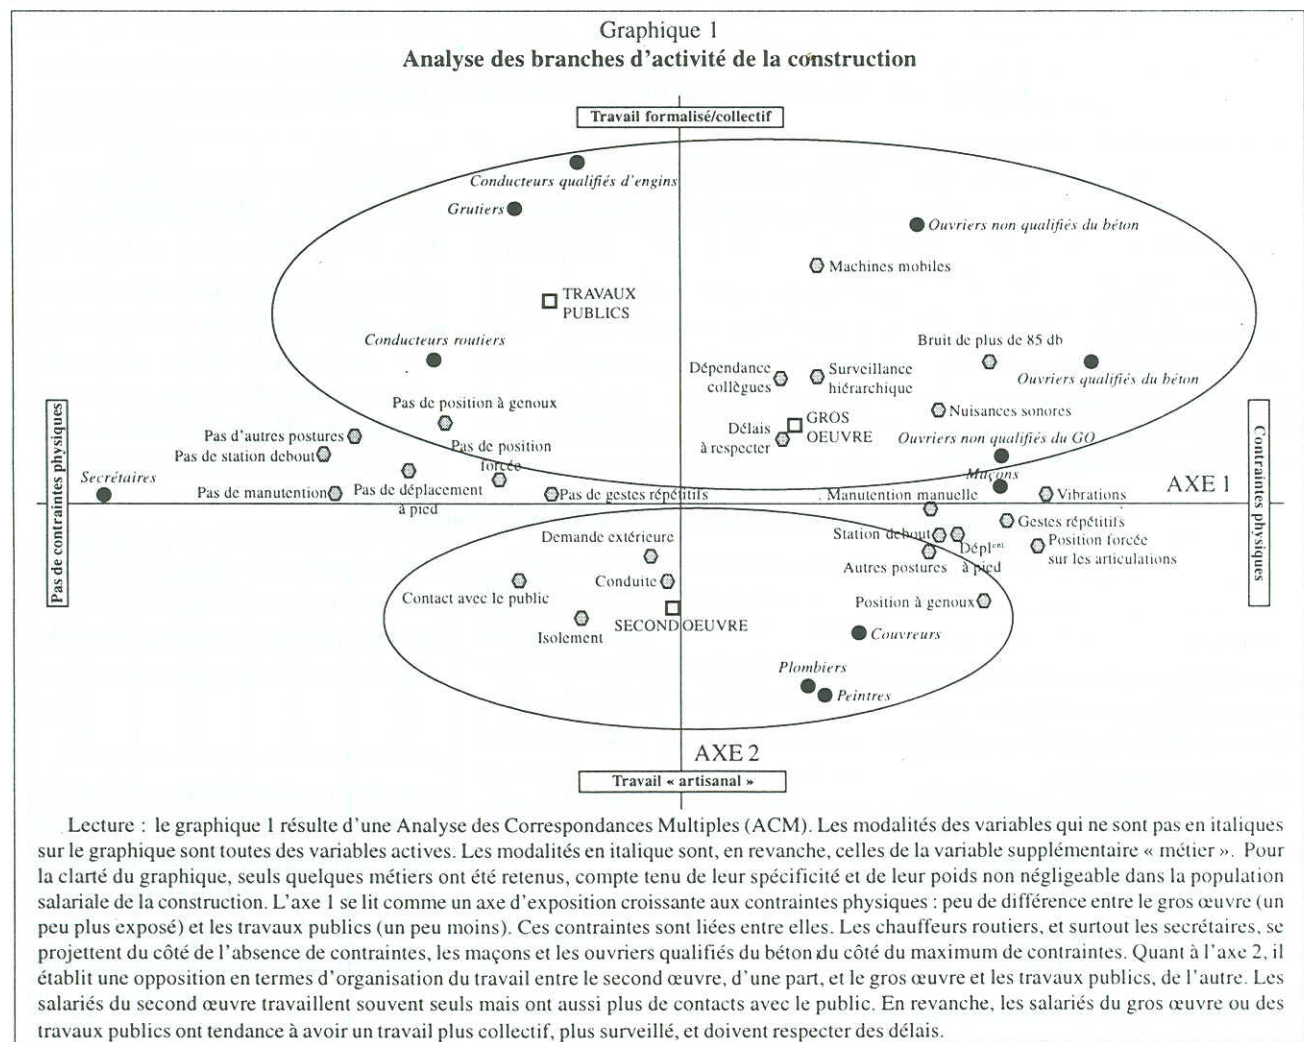 Graphique 1
Analyse des branches d'activité de la construction
Travail formalisé/collectif
Conducteurs qualifiés d'engins
Grutiers
Ouvriers non qualifiés du béton
Machines mobiles
TRAVAUX
PUBLICS
Conducteurs routiers
Bruit de plus de 85 db
Dépendance
collègues
Surveillance
hiérarchique
Ouvriers qualifiés du béton
Pas de position à genoux
Nuisances sonores
GROS
OEUVRE
Délais
à respecter
Pas d'autres postures
Pas de station debout
Pas de position
forcée
Ouvriers non qualifiés du GO
Pas de contraintes physiques
Contraintes physiques
Secrétaires
Maçons
AXE 1
Pas de manutention
Pas de déplacement
à pied
Pas de gestes répétitifs
Manutention manuelle
Vibrations
Gestes répétitifs
Station debout
Demande extérieure
Dépl^ent
à pied
Position forcée
sur les articulations
Autres postures
Contact avec le public
Conduite
Position à genoux
Isolement
SECOND OEUVRE
Couvreurs
Plombiers
Peintres
AXE 2
Travail « artisanal »
Lecture : le graphique 1 résulte d'une Analyse des Correspondances Multiples (ACM). Les modalités des variables qui ne sont pas en italiques
sur le graphique sont toutes des variables actives. Les modalités en italique sont, en revanche, celles de la variable supplémentaire « métier ». Pour
la clarté du graphique, seuls quelques métiers ont été retenus, compte tenu de leur spécificité et de leur poids non négligeable dans la population
salariale de la construction. L'axe 1 se lit comme un axe d'exposition croissante aux contraintes physiques : peu de différence entre le gros œuvre (un
peu plus exposé) et les travaux publics (un peu moins). Ces contraintes sont liées entre elles. Les chauffeurs routiers, et surtout les secrétaires, se
projettent du côté de l'absence de contraintes, les maçons et les ouvriers qualifiés du béton du côté du maximum de contraintes. Quant à l'axe 2, il
établit une opposition en termes d'organisation du travail entre le second œuvre, d'une part, et le gros œuvre et les travaux publics, de l'autre. Les
salariés du second œuvre travaillent souvent seuls mais ont aussi plus de contacts avec le public. En revanche, les salariés du gros œuvre ou des
travaux publics ont tendance à avoir un travail plus collectif, plus surveillé, et doivent respecter des délais.